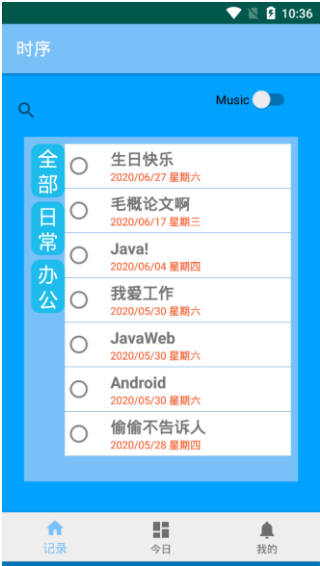 10:36
时序
Music
全部
日常
办公
生日快乐
2020/06/27 星期六
毛概论文啊
2020/06/17 星期三
Java!
2020/06/04 星期四
我爱工作
2020/05/30 星期六
JavaWeb
2020/05/30 星期六
Android
2020/05/30 星期六
偷偷不告诉人
2020/05/28 星期四
记录
今日
我的